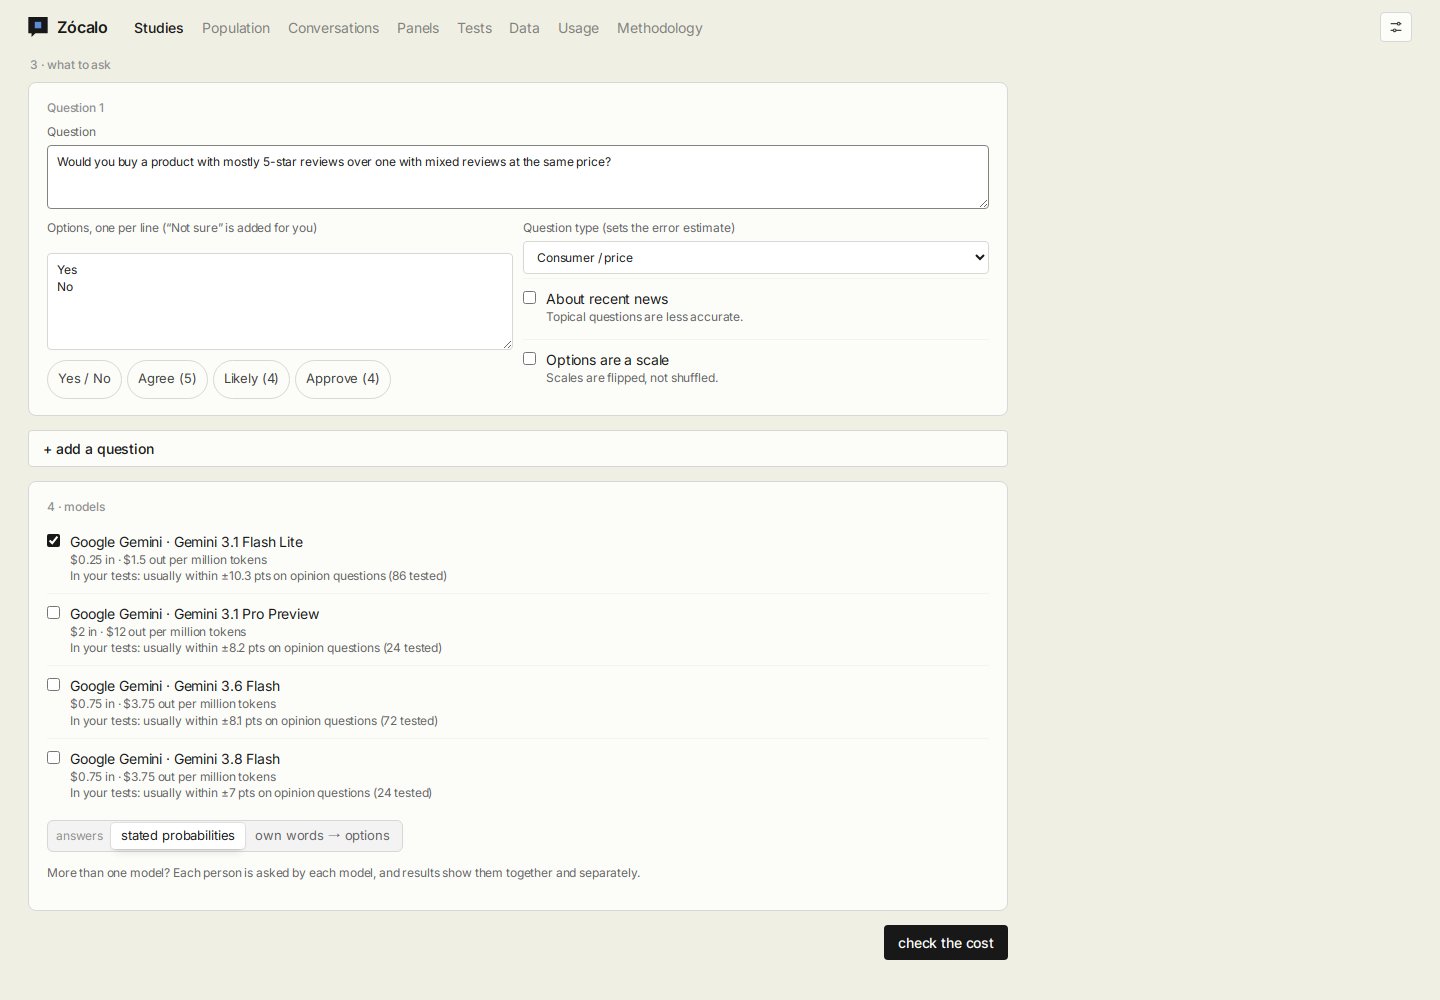 Zócalo Studies Population Conversations Panels Tests Data Usage Methodology
3 · what to ask
Question 1
Question
Would you buy a product with mostly 5-star reviews over one with mixed reviews at the same price?
Options, one per line (“Not sure” is added for you)
Yes
No
Yes / No Agree (5) Likely (4) Approve (4)
Question type (sets the error estimate)
Consumer / price
About recent news
Topical questions are less accurate.
Options are a scale
Scales are flipped, not shuffled.
+ add a question
4 · models
Google Gemini · Gemini 3.1 Flash Lite
$0.25 in · $1.5 out per million tokens
In your tests: usually within ±10.3 pts on opinion questions (86 tested)
Google Gemini · Gemini 3.1 Pro Preview
$2 in · $12 out per million tokens
In your tests: usually within ±8.2 pts on opinion questions (24 tested)
Google Gemini · Gemini 3.6 Flash
$0.75 in · $3.75 out per million tokens
In your tests: usually within ±8.1 pts on opinion questions (72 tested)
Google Gemini · Gemini 3.8 Flash
$0.75 in · $3.75 out per million tokens
In your tests: usually within ±7 pts on opinion questions (24 tested)
answers stated probabilities own words → options
More than one model? Each person is asked by each model, and results show them together and separately.
check the cost